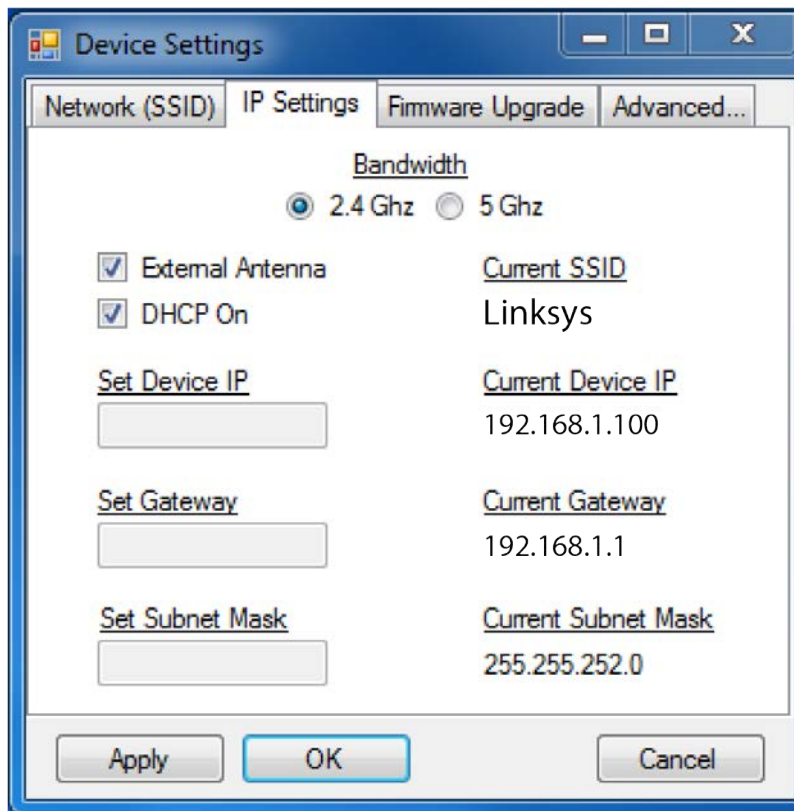 Device Settings
Network (SSID) IP Settings Firmware Upgrade Advanced...
Bandwidth
2.4 Ghz 5 Ghz
External Antenna Current SSID
DHCP On Linksys
Set Device IP Current Device IP
192.168.1.100
Set Gateway Current Gateway
192.168.1.1
Set Subnet Mask Current Subnet Mask
255.255.252.0
Apply OK Cancel